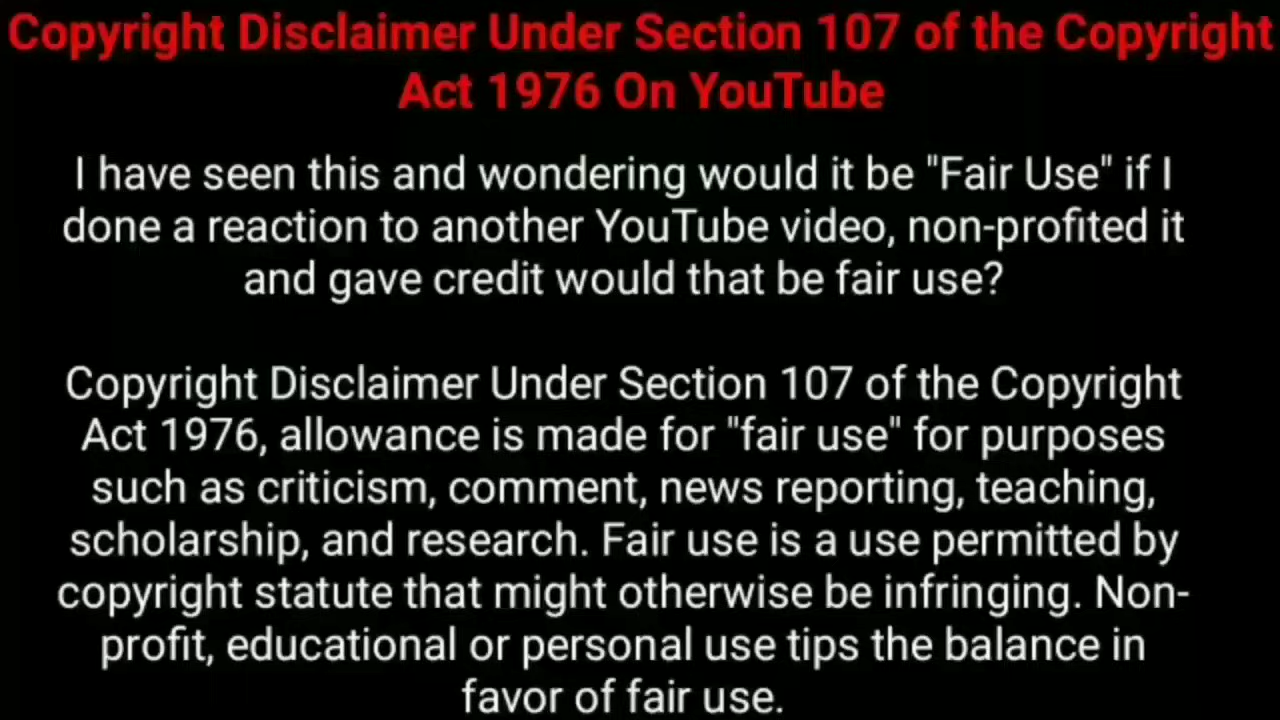 Copyright Disclaimer Under Section 107 of the Copyright
Act 1976 On YouTube
I have seen this and wondering would it be "Fair Use" if I
done a reaction to another YouTube video, non-profited it
and gave credit would that be fair use?
Copyright Disclaimer Under Section 107 of the Copyright
Act 1976, allowance is made for "fair use" for purposes
such as criticism, comment, news reporting, teaching,
scholarship, and research. Fair use is a use permitted by
copyright statute that might otherwise be infringing. Non-
profit, educational or personal use tips the balance in
favor of fair use.